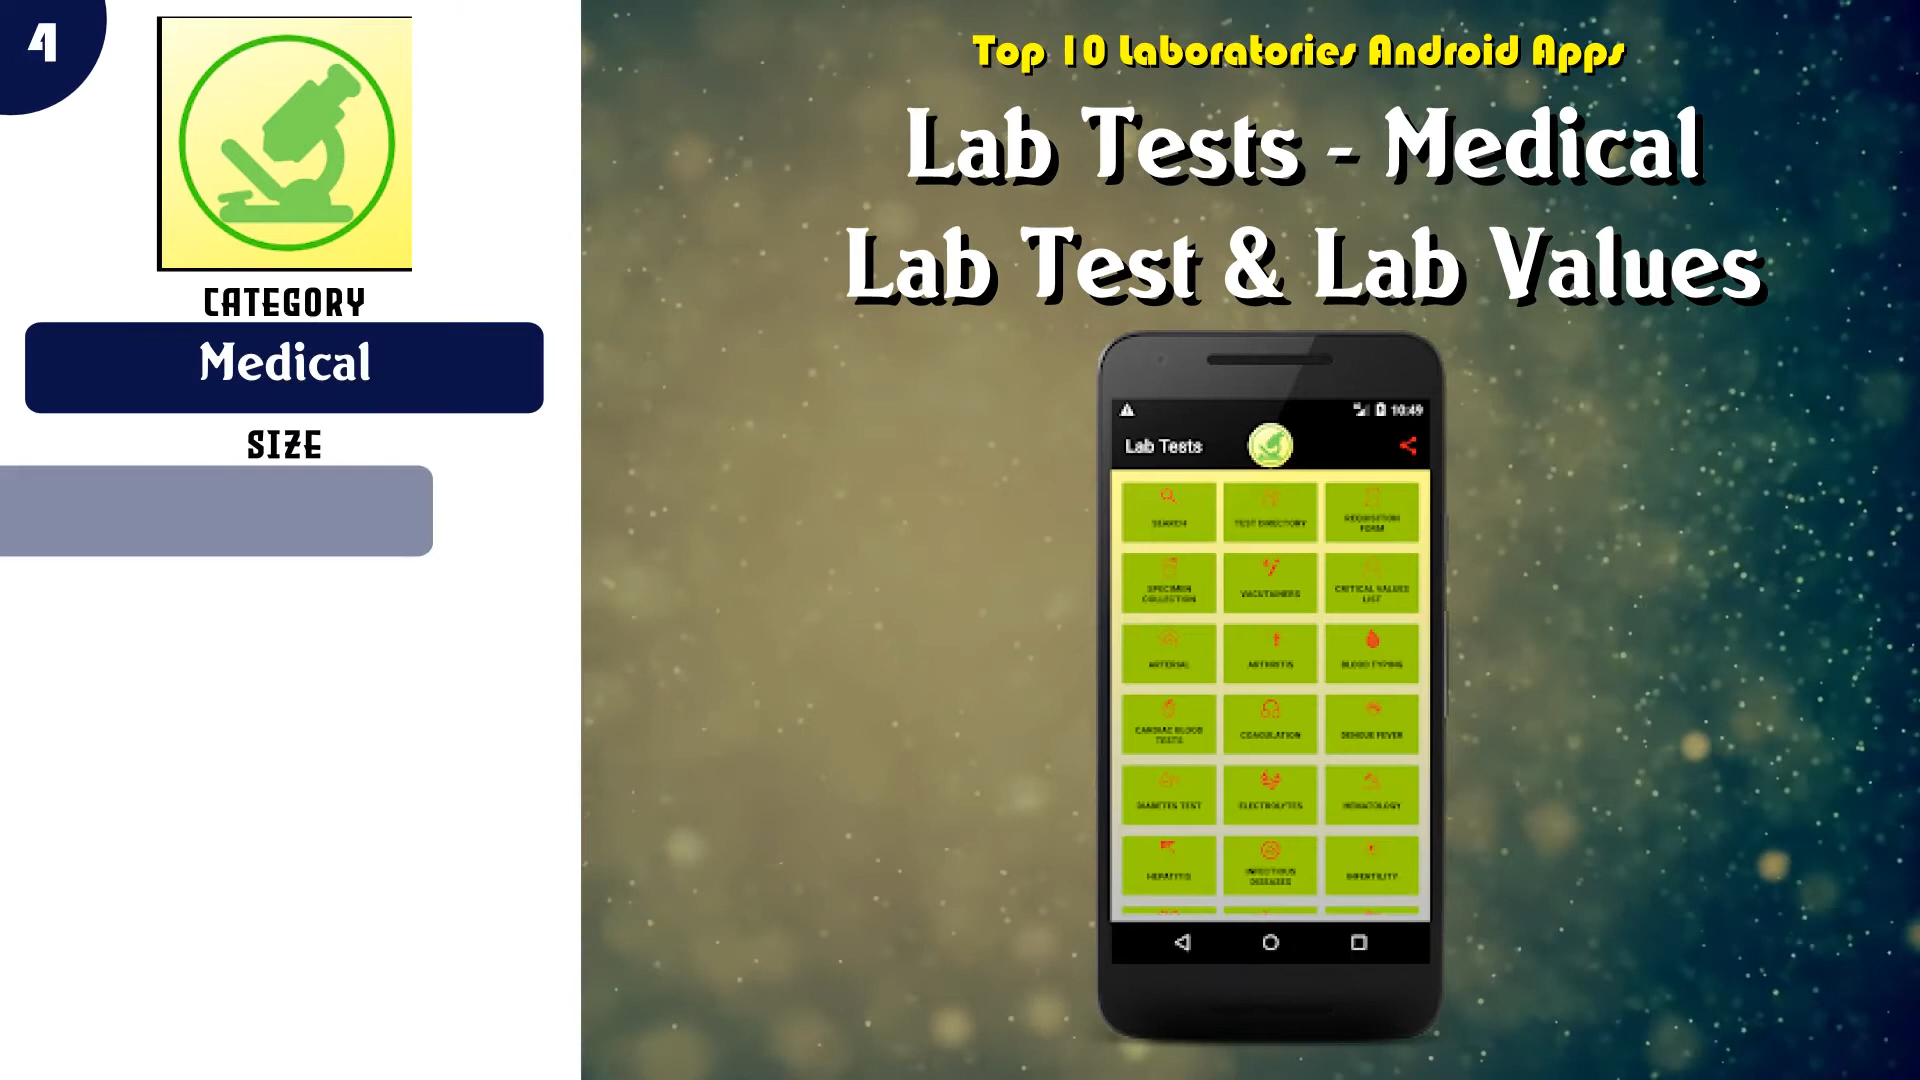 4
CATEGORY
Medical
SIZE
Top 10 Laboratories Android Apps
Lab Tests - Medical
Lab Test & Lab Values
10:49
Lab Tests
SEARCH
TEST DIRECTORY
REQUISITION
FORM
SPECIMEN
COLLECTION
VACUTAINERS
CRITICAL VALUES
LIST
ARTERIAL
ARTHRITIS
BLOOD TYPING
CARDIAC BLOOD
TESTS
COAGULATION
DENGUE FEVER
DIABETES TEST
ELECTROLYTES
HEMATOLOGY
HEPATITIS
INFECTIOUS
DISEASES
INFERTILITY